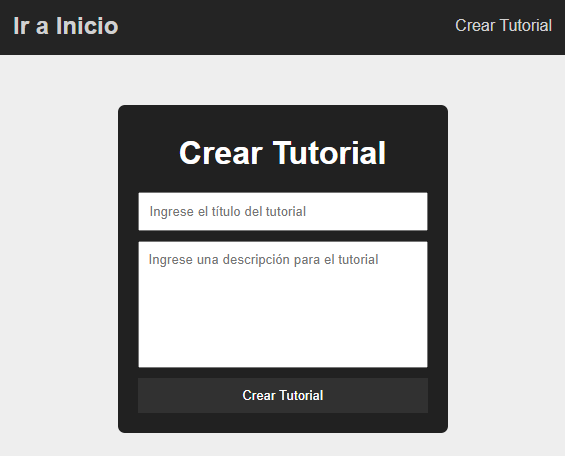 Ir a Inicio
Crear Tutorial
Crear Tutorial
Ingrese el título del tutorial
Ingrese una descripción para el tutorial
Crear Tutorial